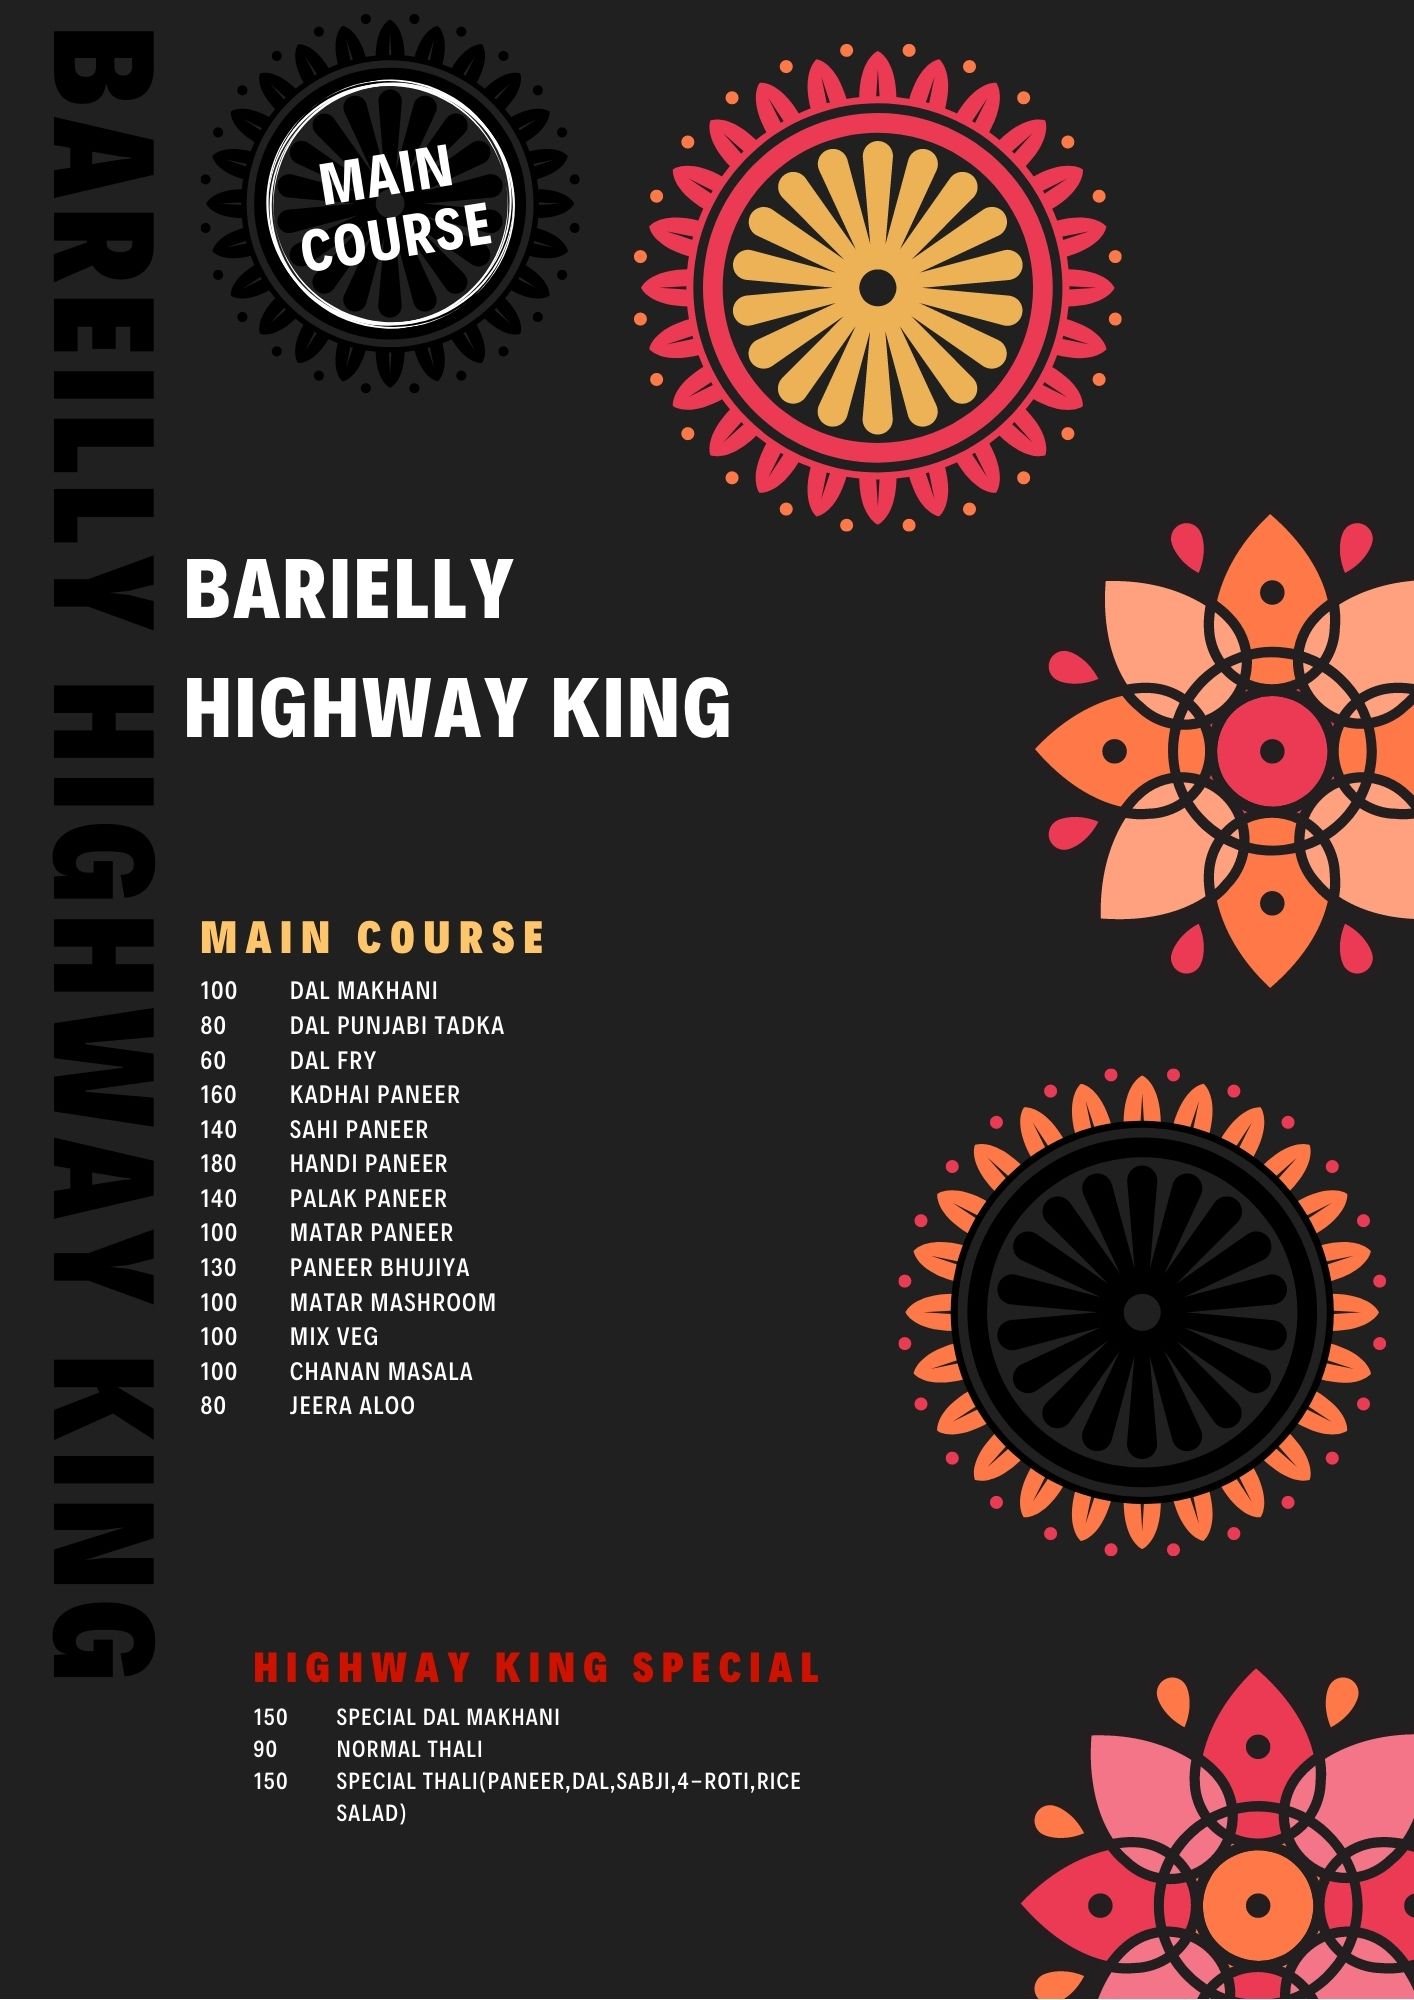 BAREILLY HIGHWAY KING
MAIN
COURSE
BARIELLY
HIGHWAY KING
MAIN COURSE
100 DAL MAKHANI
80 DAL PUNJABI TADKA
60 DAL FRY
160 KADHAI PANEER
140 SAHI PANEER
180 HANDI PANEER
140 PALAK PANEER
100 MATAR PANEER
130 PANEER BHUJIYA
100 MATAR MASHROOM
100 MIX VEG
100 CHANAN MASALA
80 JEERA ALOO
HIGHWAY KING SPECIAL
150 SPECIAL DAL MAKHANI
90 NORMAL THALI
150 SPECIAL THALI(PANEER,DAL,SABJI,4-ROTI,RICE
SALAD)